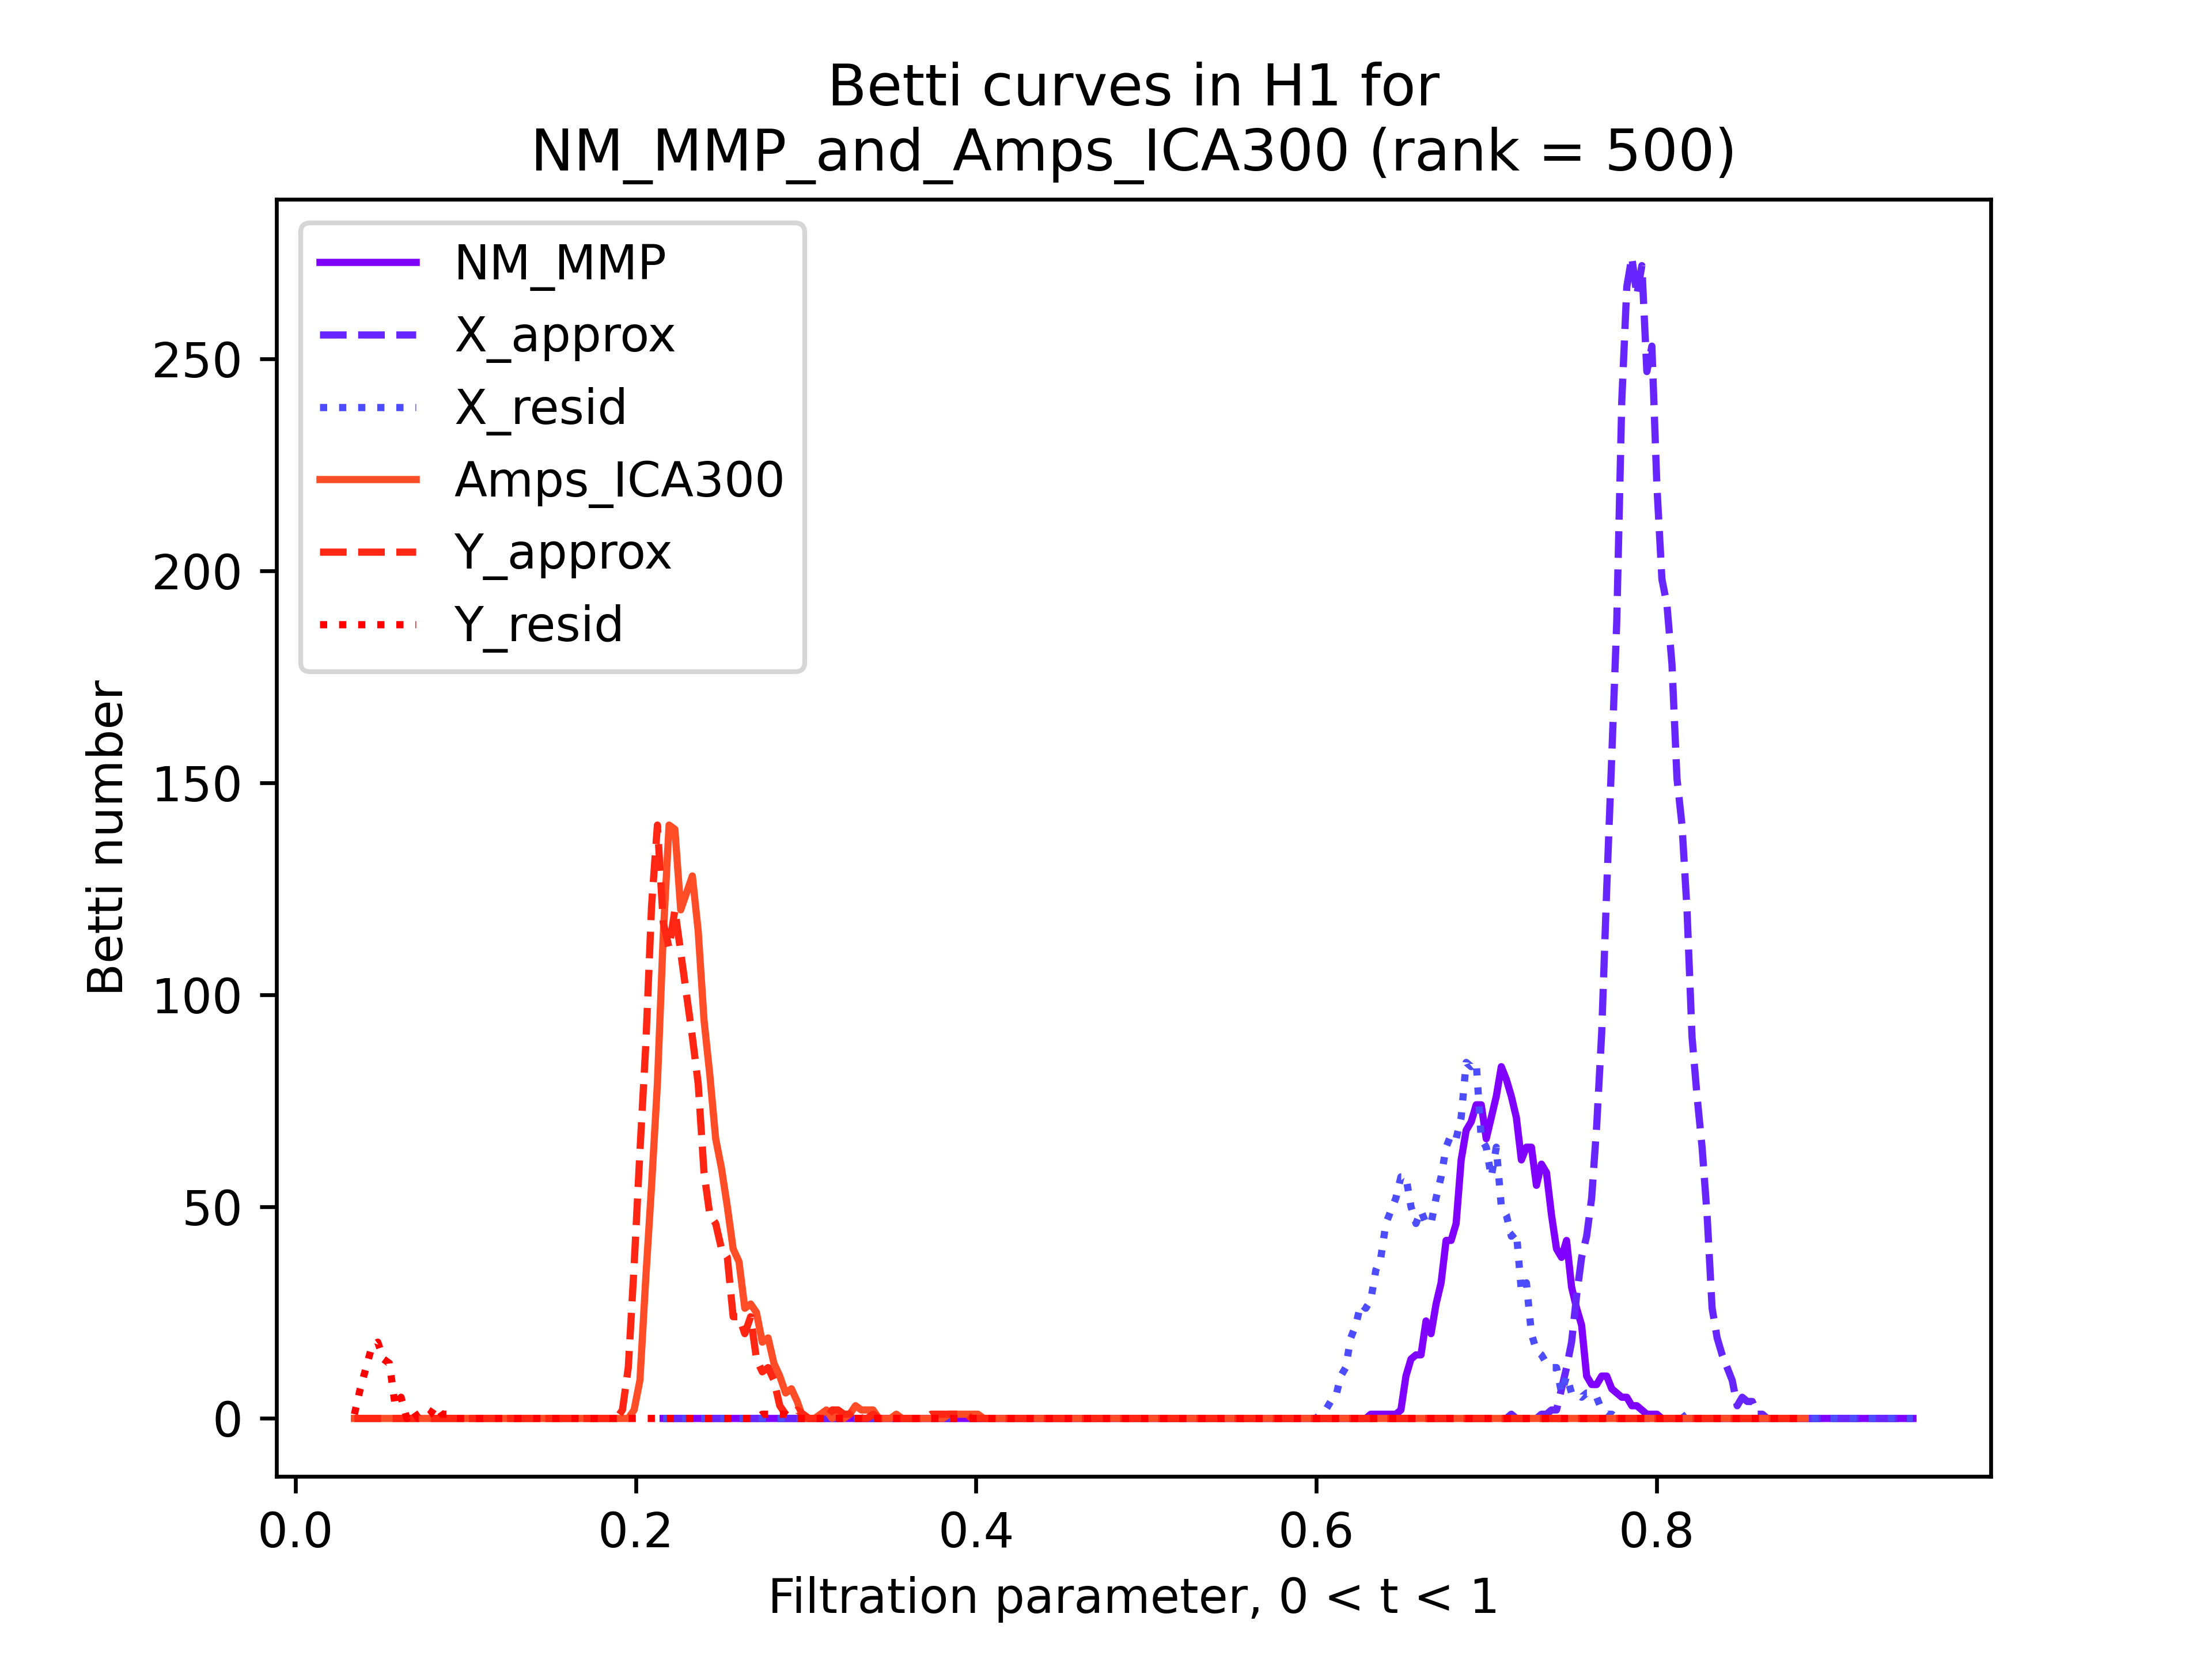 Betti curves in H1 for
NM_MMP_and_Amps_ICA300 (rank = 500)
NM_MMP
X_approx
X_resid
Amps_ICA300
Y_approx
Y_resid
Betti number
250
200
150
100
50
0
0.0 0.2 0.4 0.6 0.8
Filtration parameter, 0 < t < 1